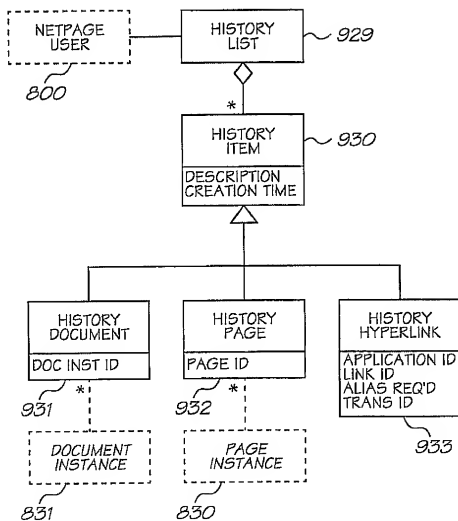 NETPAGE
USER
800
HISTORY
LIST
929
*
HISTORY
ITEM
930
DESCRIPTION
CREATION TIME
HISTORY
DOCUMENT
DOC INST ID
931
*
HISTORY
PAGE
PAGE ID
932
*
HISTORY
HYPERLINK
APPLICATION ID
LINK ID
ALIAS REQ'D
TRANS ID
933
DOCUMENT
INSTANCE
831
PAGE
INSTANCE
830